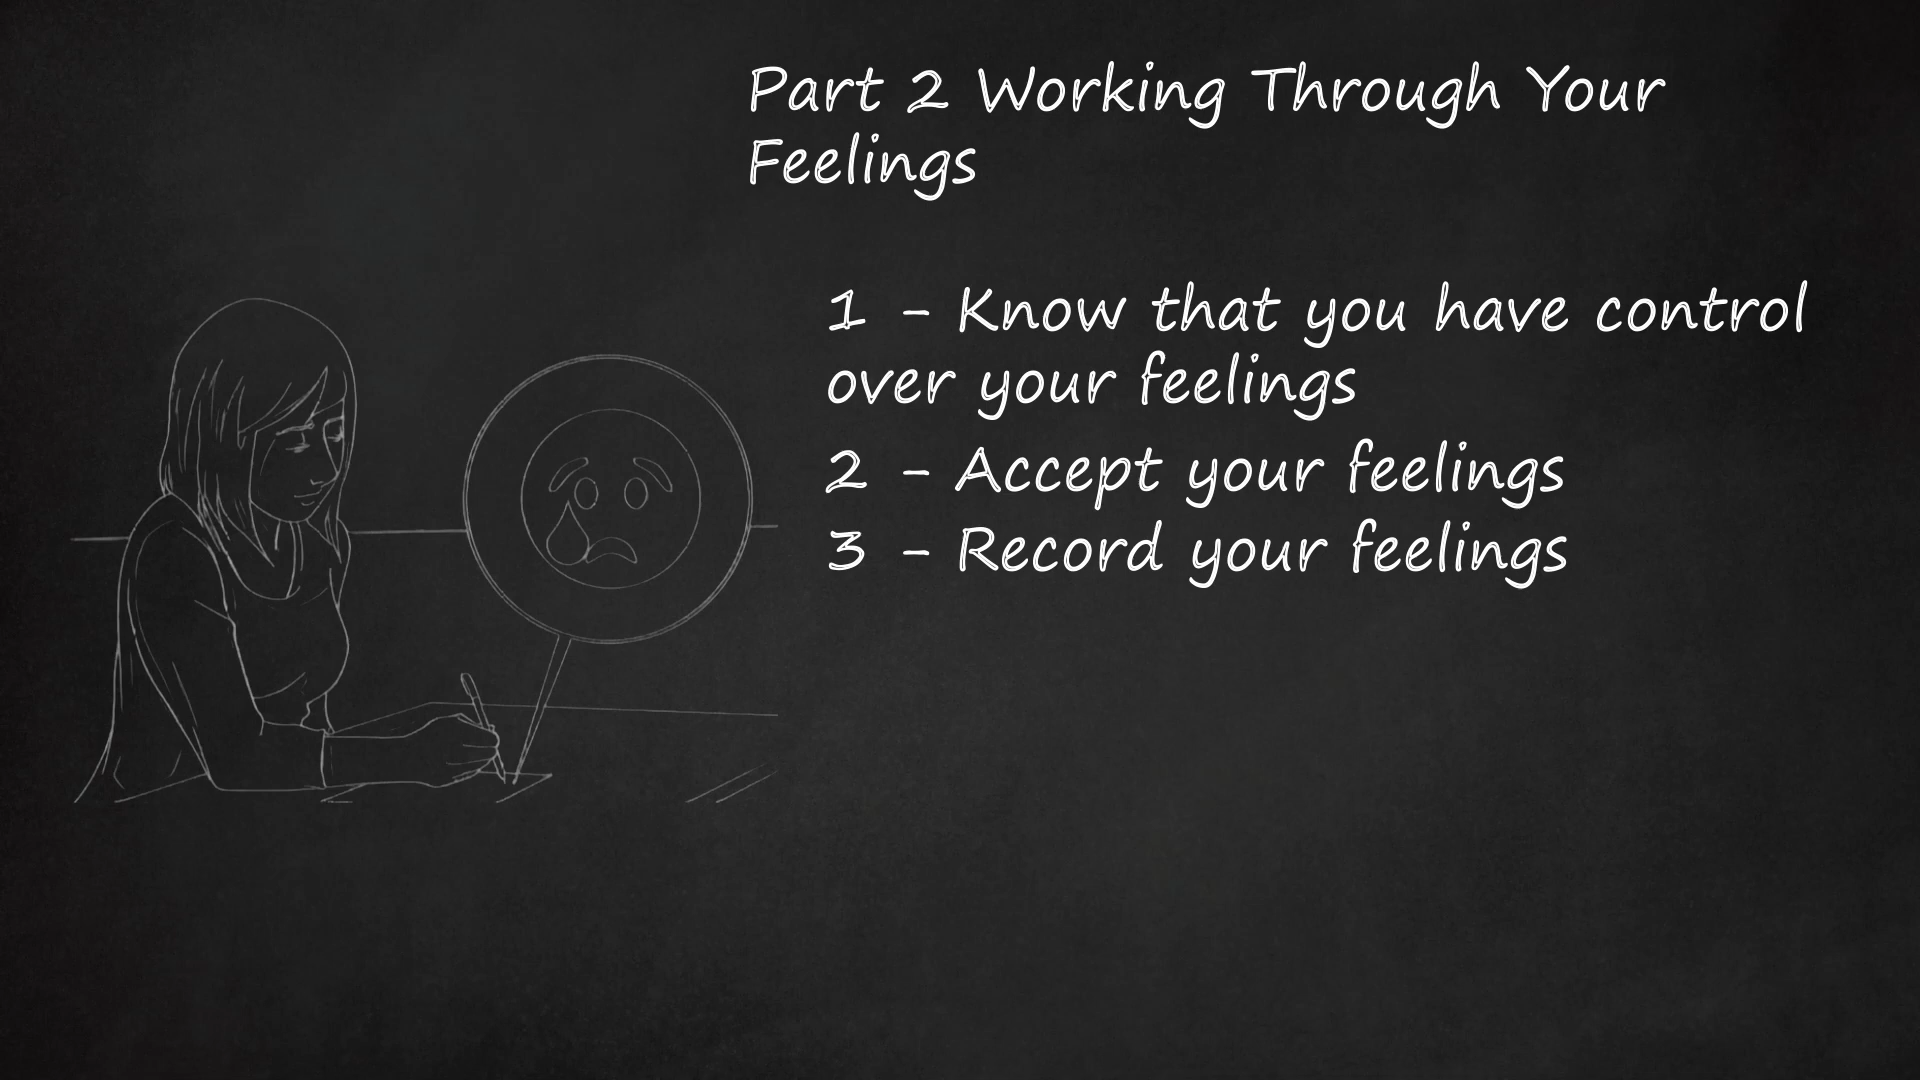 Part 2 Working Through Your
Feelings
1 - Know that you have control
over your feelings
2 - Accept your feelings
3 - Record your feelings